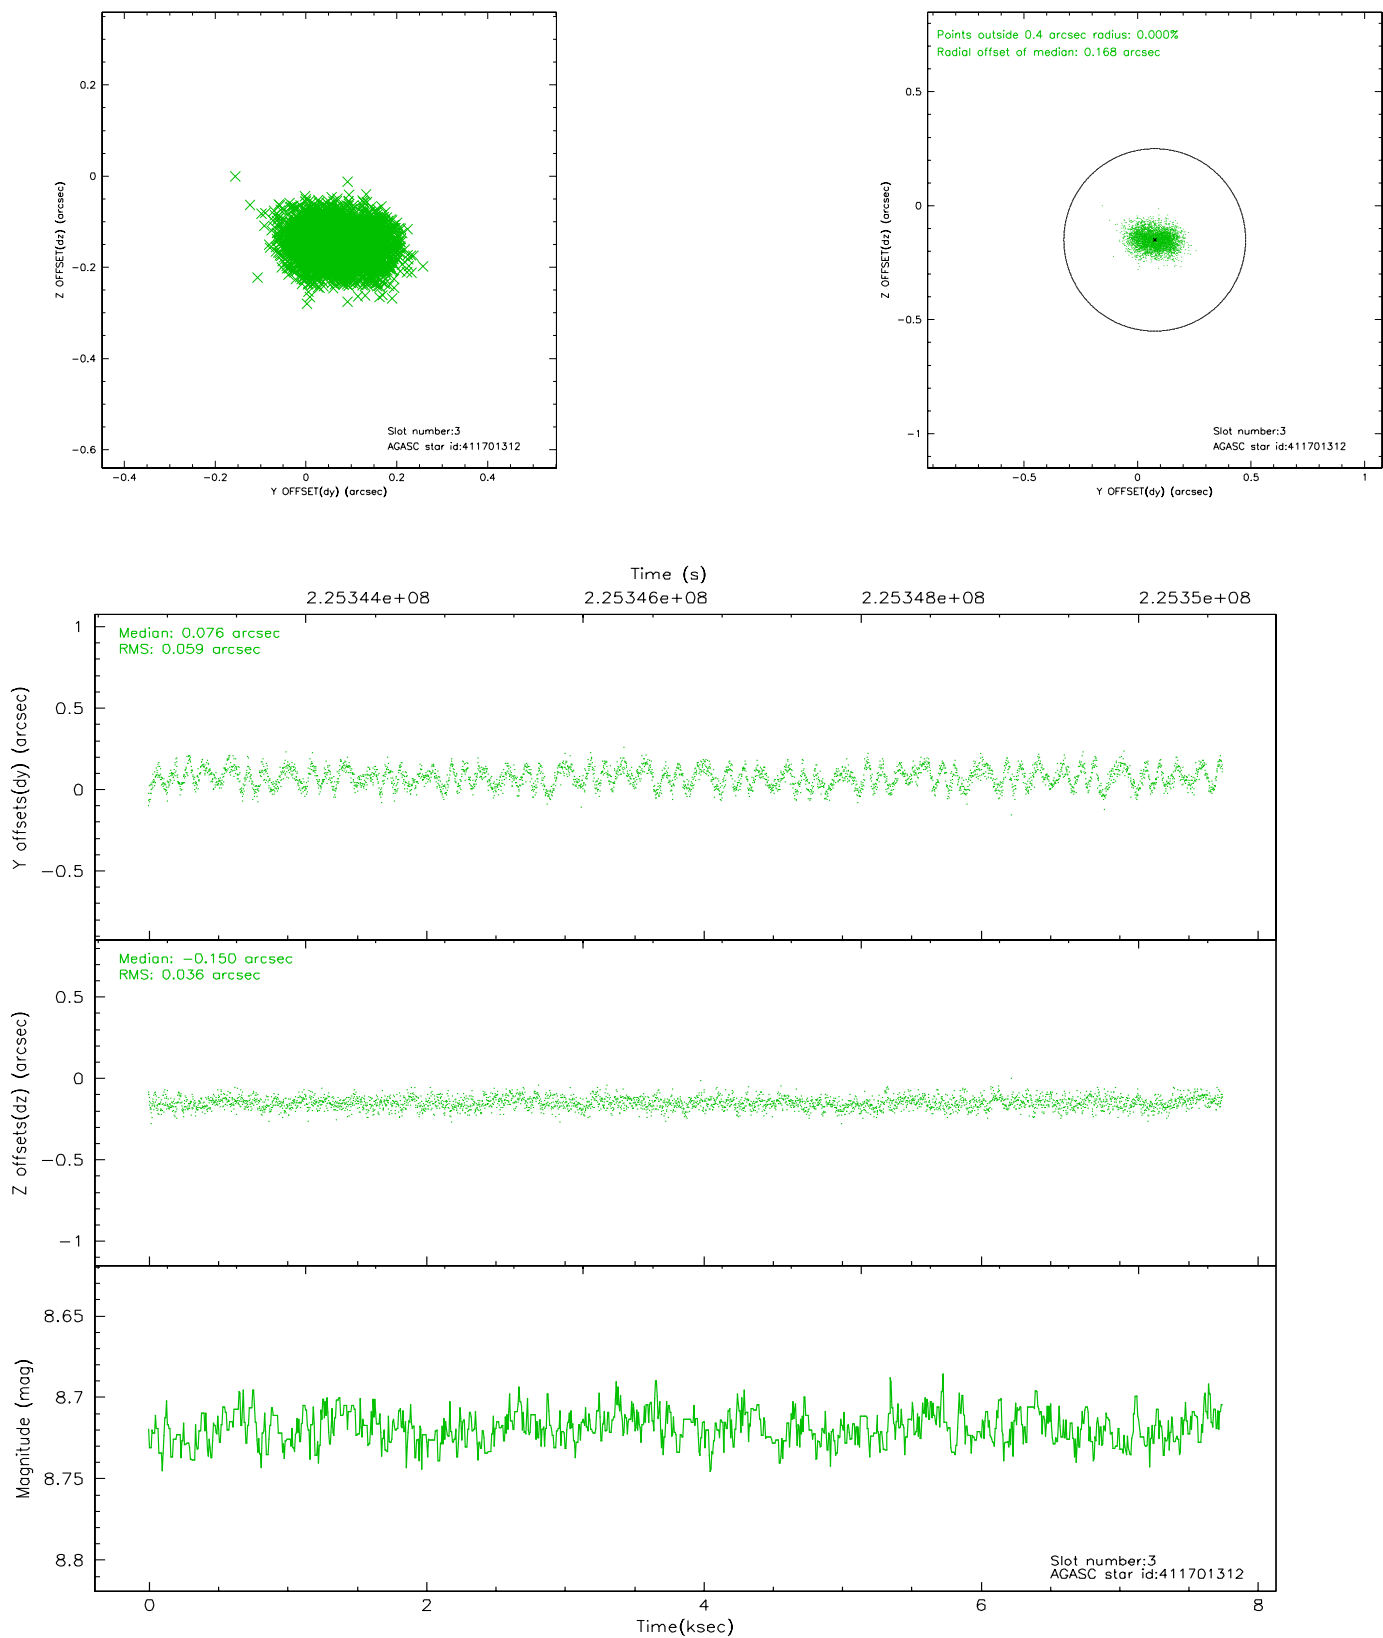 0.2
0
-0.2
-0.4
-0.6
Z OFFSET(dz) (arcsec)
Slot number:3
AGASC star id:411701312
-0.4 -0.2 0 0.2 0.4
Y OFFSET(dy) (arcsec)
Points outside 0.4 arcsec radius: 0.000%
Radial offset of median: 0.168 arcsec
0.5
0
-0.5
-1
Z OFFSET(dz) (arcsec)
Slot number:3
AGASC star id:411701312
-0.5 0 0.5 1
Y OFFSET(dy) (arcsec)
Time (s)
2.25344e+08 2.25346e+08 2.25348e+08 2.2535e+08
Median: 0.076 arcsec
RMS: 0.059 arcsec
1
0.5
0
-0.5
Y offsets(dy) (arcsec)
Median: -0.150 arcsec
RMS: 0.036 arcsec
0.5
0
-0.5
-1
Z offsets(dz) (arcsec)
8.65
8.7
8.75
8.8
Magnitude (mag)
Slot number:3
AGASC star id:411701312
0 2 4 6 8
Time(ksec)